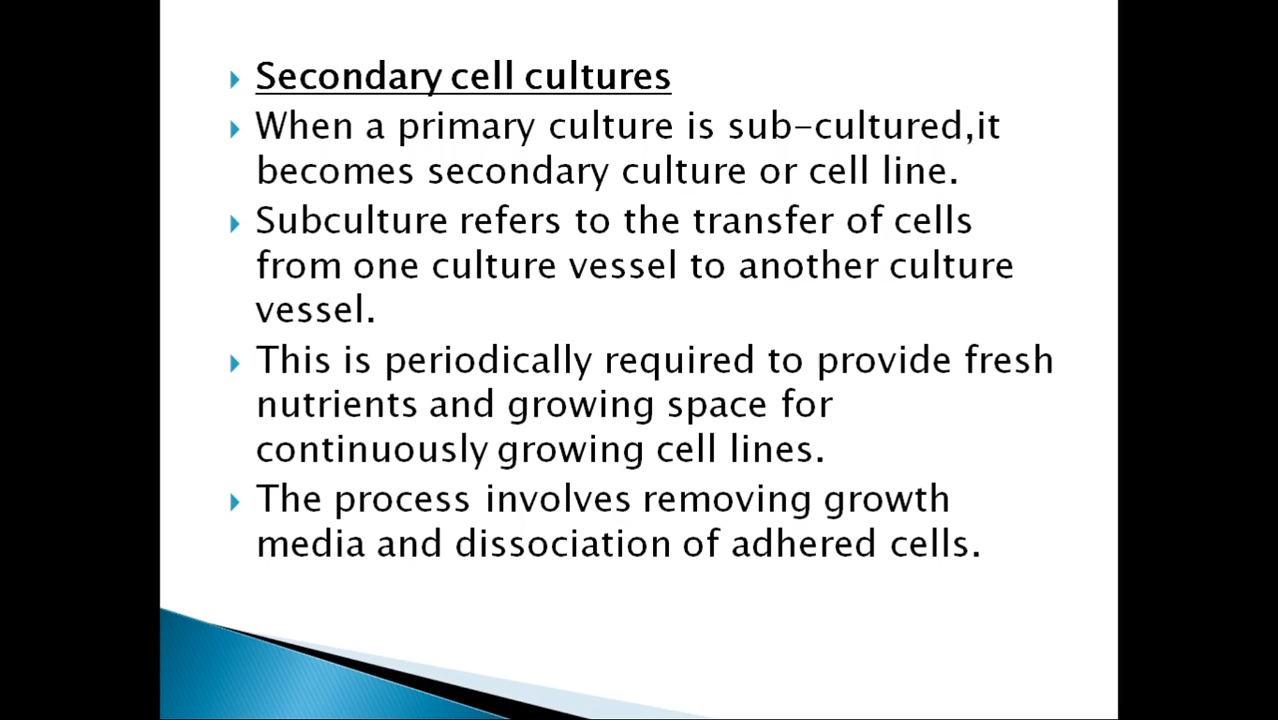 Secondary cell cultures
When a primary culture is sub-cultured,it
becomes secondary culture or cell line.
Subculture refers to the transfer of cells
from one culture vessel to another culture
vessel.
This is periodically required to provide fresh
nutrients and growing space for
continuously growing cell lines.
The process involves removing growth
media and dissociation of adhered cells.